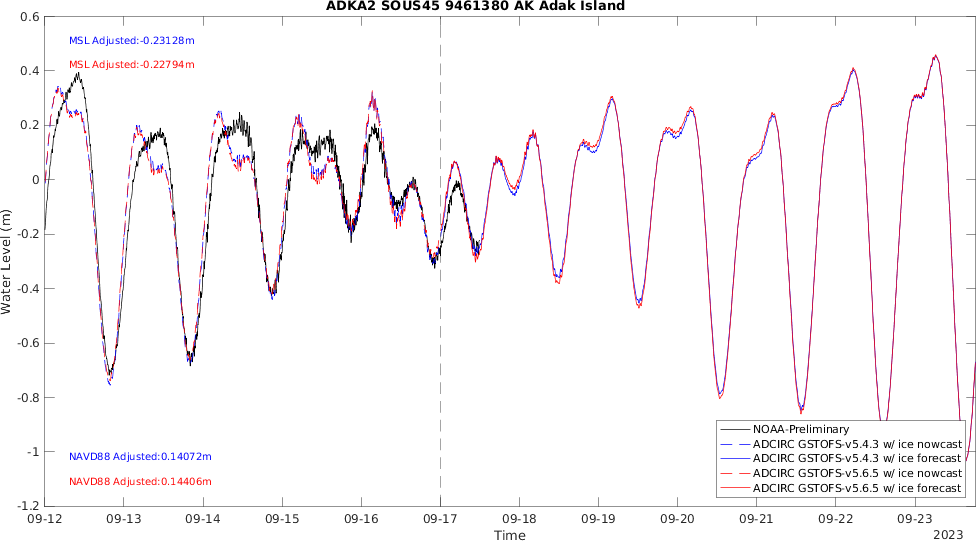 ADKA2 SOUS45 9461380 AK Adak Island
0.6
0.4
0.2
0
-0.2
-0.4
-0.6
-0.8
-1
-1.2
Water Level (m)
MSL Adjusted:-0.23128m
MSL Adjusted:-0.22794m
NAVD88 Adjusted:0.14072m
NAVD88 Adjusted:0.14406m
NOAA-Preliminary
ADCIRC GSTOFS-v5.4.3 w/ ice nowcast
ADCIRC GSTOFS-v5.4.3 w/ ice forecast
ADCIRC GSTOFS-v5.6.5 w/ ice nowcast
ADCIRC GSTOFS-v5.6.5 w/ ice forecast
09-12 09-13 09-14 09-15 09-16 09-17 09-18 09-19 09-20 09-21 09-22 09-23
Time
2023